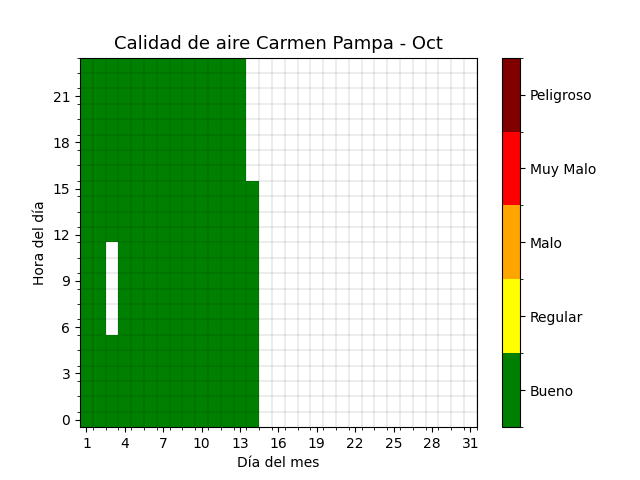 Calidad de aire Carmen Pampa - Oct
Hora del día
21
18
15
12
9
6
3
0
1 4 7 10 13 16 19 22 25 28 31
Día del mes
Peligroso
Muy Malo
Malo
Regular
Bueno